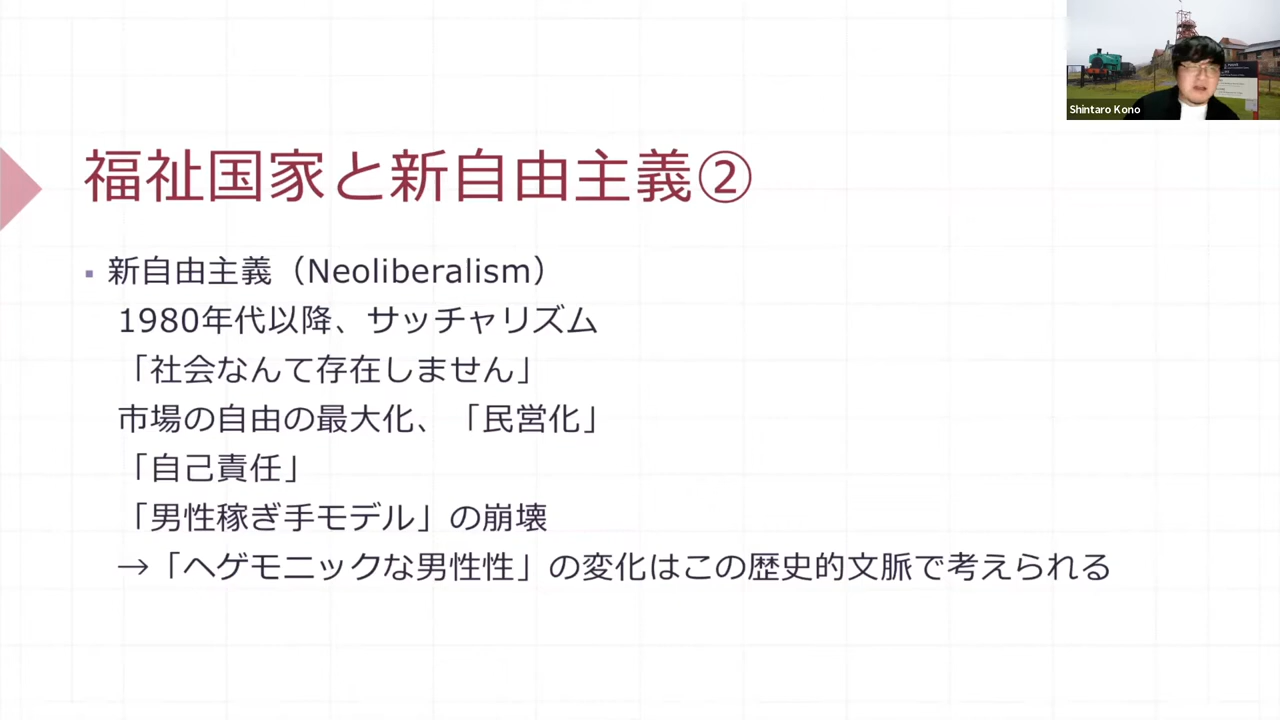 Shintaro Kono
福祉国家と新自由主義②
▪ 新自由主義（Neoliberalism）
1980年代以降、サッチャリズム
「社会なんて存在しません」
市場の自由の最大化、「民営化」
「自己責任」
「男性稼ぎ手モデル」の崩壊
→「ヘゲモニックな男性性」の変化はこの歴史的文脈で考えられる